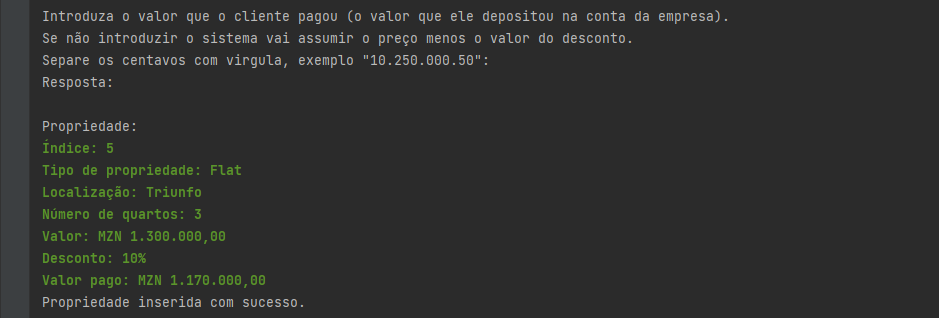 Introduza o valor que o cliente pagou (o valor que ele depositou na conta da empresa).
Se não introduzir o sistema vai assumir o preço menos o valor do desconto.
Separe os centavos com virgula, exemplo "10.250.000.50":
Resposta:
Propriedade:
Índice: 5
Tipo de propriedade: Flat
Localização: Triunfo
Número de quartos: 3
Valor: MZN 1.300.000,00
Desconto: 10%
Valor pago: MZN 1.170.000,00
Propriedade inserida com sucesso.